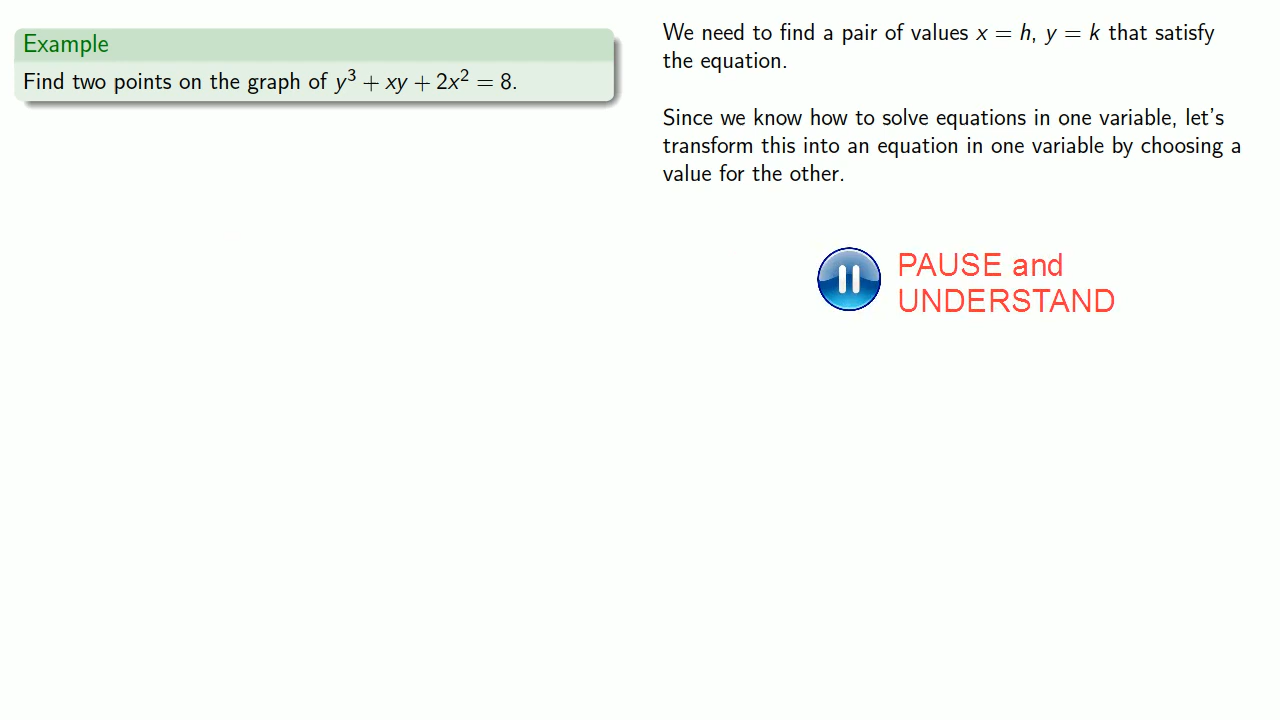 Example
Find two points on the graph of y³ + xy + 2x² = 8.
We need to find a pair of values x = h, y = k that satisfy
the equation.
Since we know how to solve equations in one variable, let's
transform this into an equation in one variable by choosing a
value for the other.
PAUSE and
UNDERSTAND